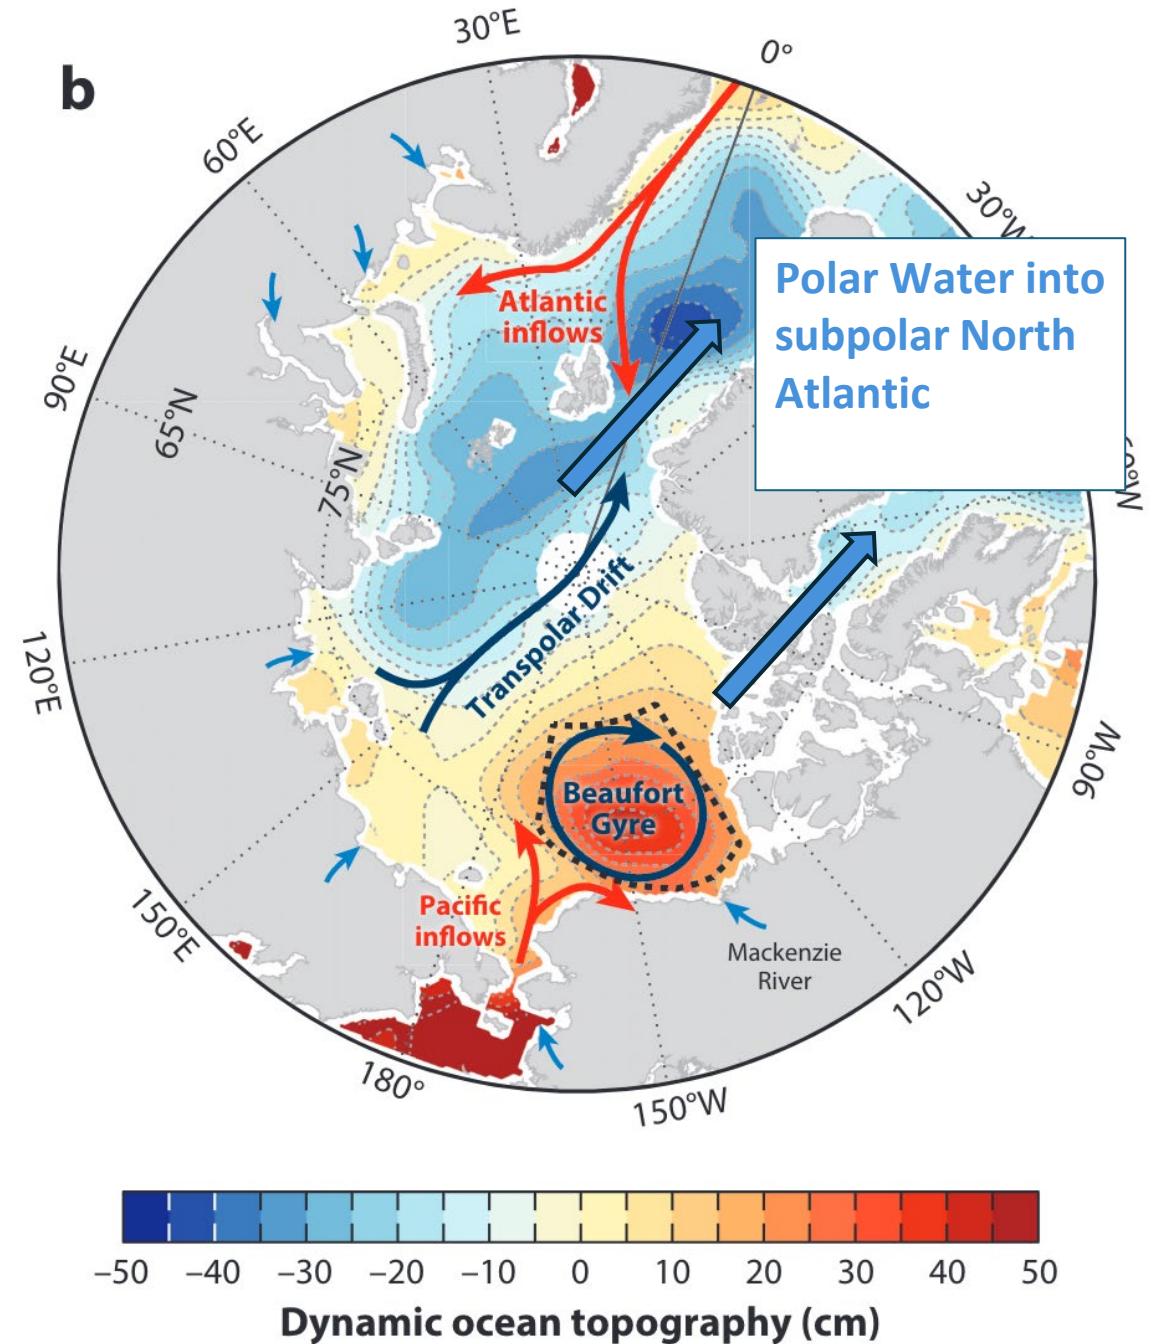 b
30°E
0°
60°E
30°W
Polar Water into
subpolar North
Atlantic
Atlantic
inflows
90°E
65°N
75°N
Transpolar Drift
120°E
Beaufort
Gyre
90°W
Pacific
inflows
150°E
Mackenzie
River
120°W
180°
150°W
−50 −40 −30 −20 −10 0 10 20 30 40 50
Dynamic ocean topography (cm)